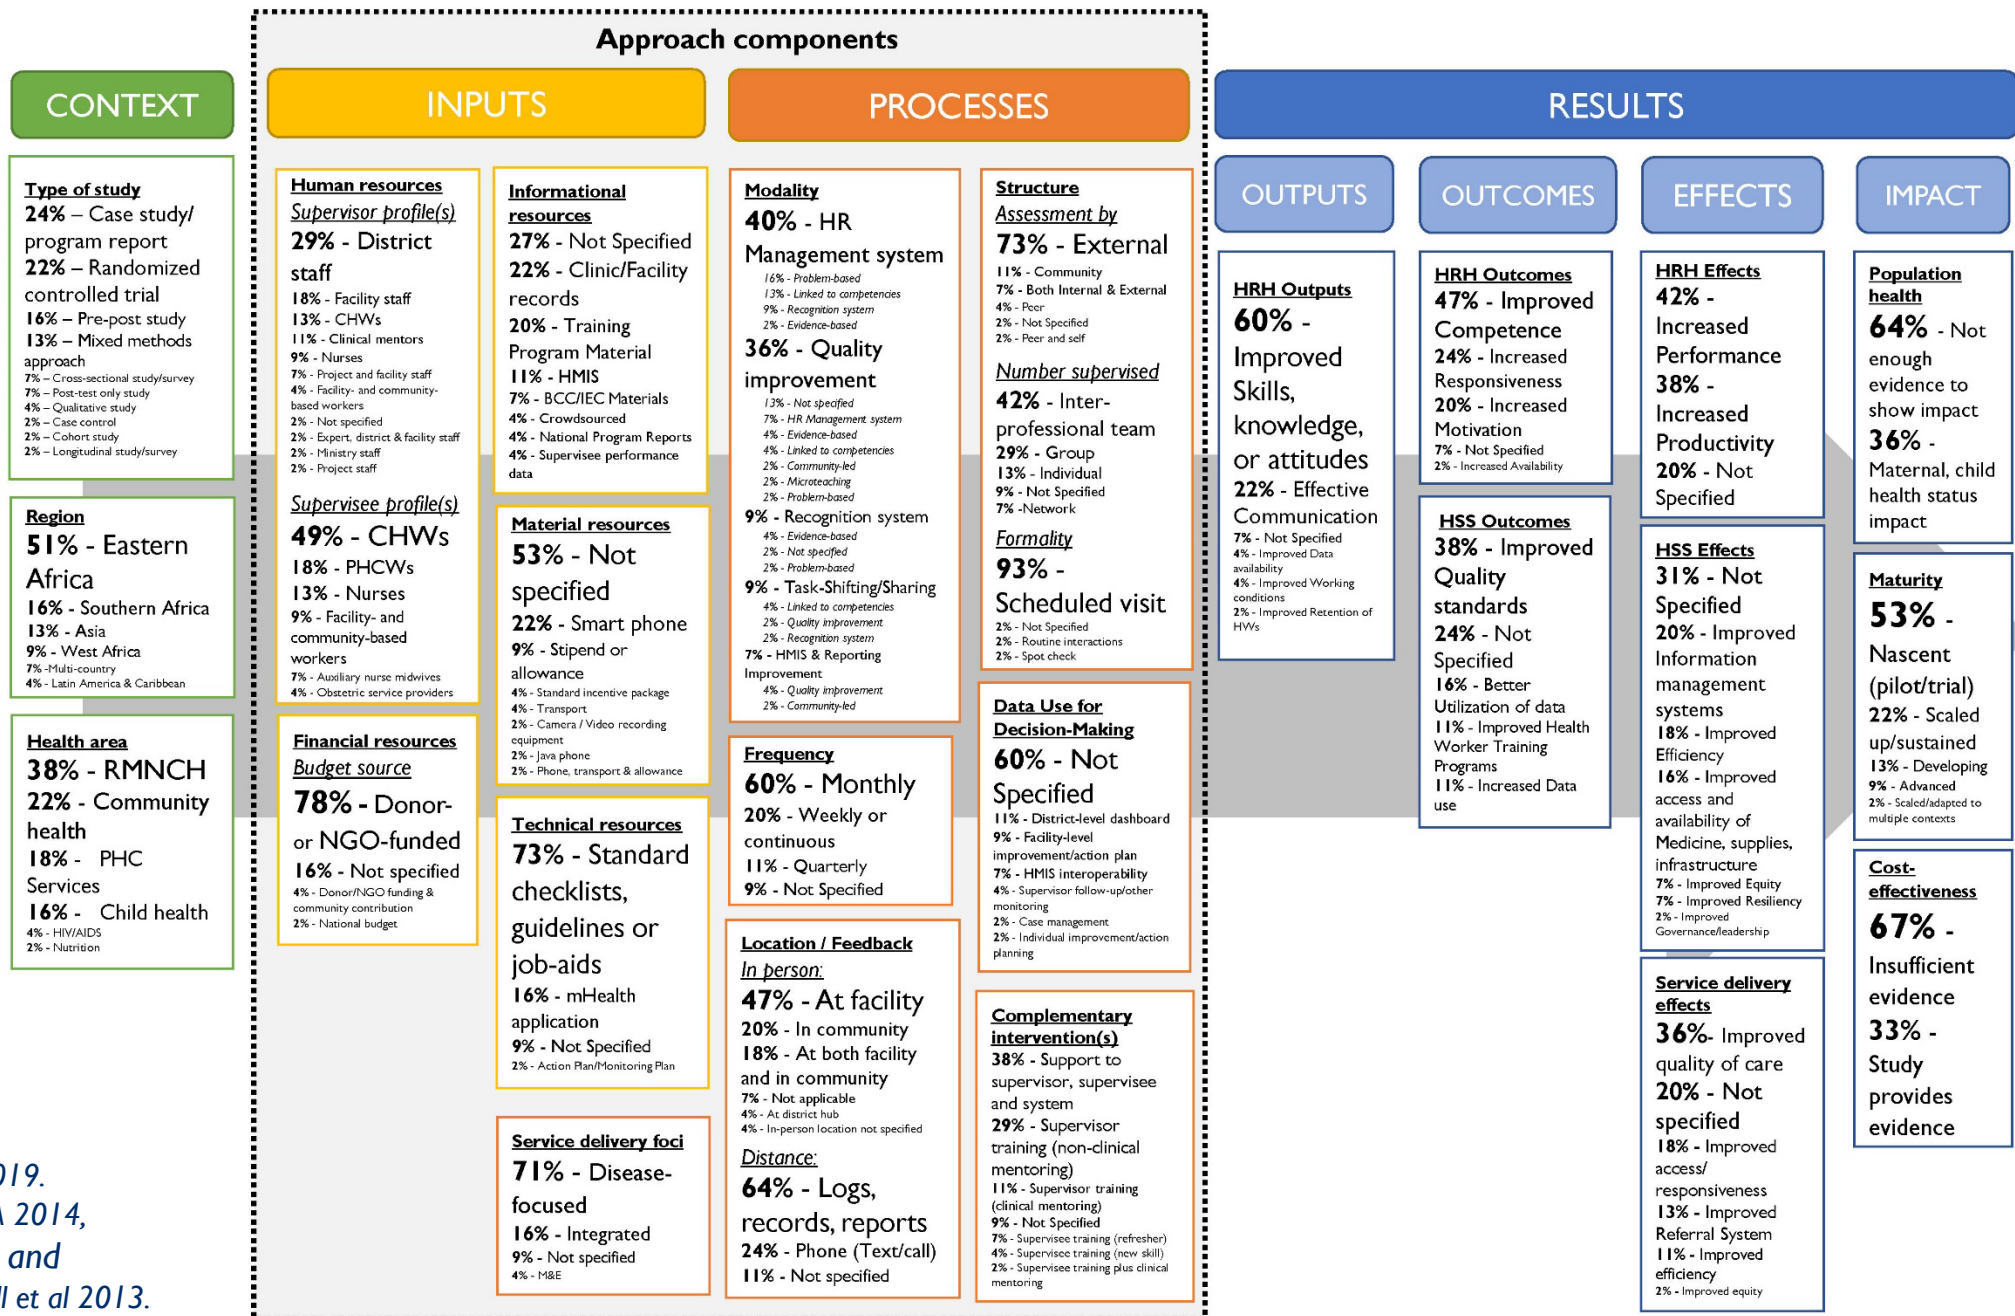 Approach components
CONTEXT
INPUTS
PROCESSES
RESULTS
OUTPUTS
OUTCOMES
EFFECTS
IMPACT
Type of study
24% – Case study/
program report
22% – Randomized
controlled trial
16% – Pre-post study
13% – Mixed methods
approach
7% – Cross-sectional study/survey
7% – Post-test only study
4% – Qualitative study
2% – Case control
2% – Cohort study
2% – Longitudinal study/survey
Region
51% - Eastern
Africa
16% - Southern Africa
13% - Asia
9% - West Africa
7% -Multi-country
4% - Latin America & Caribbean
Health area
38% - RMNCH
22% - Community
health
18% - PHC
Services
16% - Child health
4% - HIV/AIDS
2% - Nutrition
Human resources
Supervisor profile(s)
29% - District
staff
18% - Facility staff
13% - CHWs
11% - Clinical mentors
9% - Nurses
7% - Project and facility staff
4% - Facility- and community-
based workers
2% - Not specified
2% - Expert, district & facility staff
2% - Ministry staff
2% - Project staff
Supervisee profile(s)
49% - CHWs
18% - PHCWs
13% - Nurses
9% - Facility- and
community-based
workers
7% - Auxiliary nurse midwives
4% - Obstetric service providers
Financial resources
Budget source
78% - Donor-
or NGO-funded
16% - Not specified
4% - Donor/NGO funding &
community contribution
2% - National budget
Informational
resources
27% - Not Specified
22% - Clinic/Facility
records
20% - Training
Program Material
11% - HMIS
7% - BCC/IEC Materials
4% - Crowdsourced
4% - National Program Reports
4% - Supervisee performance
data
Material resources
53% - Not
specified
22% - Smart phone
9% - Stipend or
allowance
4% - Standard incentive package
4% - Transport
2% - Camera / Video recording
equipment
2% - Java phone
2% - Phone, transport & allowance
Technical resources
73% - Standard
checklists,
guidelines or
job-aids
16% - mHealth
application
9% - Not Specified
2% - Action Plan/Monitoring Plan
Service delivery foci
71% - Disease-
focused
16% - Integrated
9% - Not specified
4% - M&E
Modality
40% - HR
Management system
16% - Problem-based
13% - Linked to competencies
9% - Recognition system
2% - Evidence-based
36% - Quality
improvement
13% - Not specified
7% - HR Management system
4% - Evidence-based
4% - Linked to competencies
2% - Community-led
2% - Microteaching
2% - Problem-based
9% - Recognition system
4% - Evidence-based
2% - Not specified
2% - Problem-based
9% - Task-Shifting/Sharing
4% - Linked to competencies
2% - Quality improvement
2% - Recognition system
7% - HMIS & Reporting
Improvement
4% - Quality improvement
2% - Community-led
Frequency
60% - Monthly
20% - Weekly or
continuous
11% - Quarterly
9% - Not Specified
Location / Feedback
In person:
47% - At facility
20% - In community
18% - At both facility
and in community
7% - Not applicable
4% - At district hub
4% - In-person location not specified
Distance:
64% - Logs,
records, reports
24% - Phone (Text/call)
11% - Not specified
Structure
Assessment by
73% - External
11% - Community
7% - Both Internal & External
4% - Peer
2% - Not Specified
2% - Peer and self
Number supervised
42% - Inter-
professional team
29% - Group
13% - Individual
9% - Not Specified
7% -Network
Formality
93% -
Scheduled visit
2% - Not Specified
2% - Routine interactions
2% - Spot check
Data Use for
Decision-Making
60% - Not
Specified
11% - District-level dashboard
9% - Facility-level
improvement/action plan
7% - HMIS interoperability
4% - Supervisor follow-up/other
monitoring
2% - Case management
2% - Individual improvement/action
planning
Complementary
intervention(s)
38% - Support to
supervisor, supervisee
and system
29% - Supervisor
training (non-clinical
mentoring)
11% - Supervisor training
(clinical mentoring)
9% - Not Specified
7% - Supervisee training (refresher)
4% - Supervisee training (new skill)
2% - Supervisee training plus clinical
mentoring
HRH Outputs
60% -
Improved
Skills,
knowledge,
or attitudes
22% - Effective
Communication
7% - Not Specified
4% - Improved Data
availability
4% - Improved Working
conditions
2% - Improved Retention of
HWs
HRH Outcomes
47% - Improved
Competence
24% - Increased
Responsiveness
20% - Increased
Motivation
7% - Not Specified
2% - Increased Availability
HSS Outcomes
38% - Improved
Quality
standards
24% - Not
Specified
16% - Better
Utilization of data
11% - Improved Health
Worker Training
Programs
11% - Increased Data
use
HRH Effects
42% -
Increased
Performance
38% -
Increased
Productivity
20% - Not
Specified
HSS Effects
31% - Not
Specified
20% - Improved
Information
management
systems
18% - Improved
Efficiency
16% - Improved
access and
availability of
Medicine, supplies,
infrastructure
7% - Improved Equity
7% - Improved Resiliency
2% - Improved
Governance/leadership
Service delivery
effects
36%- Improved
quality of care
20% - Not
specified
18% - Improved
access/
responsiveness
13% - Improved
Referral System
11% - Improved
efficiency
2% - Improved equity
Population
health
64% - Not
enough
evidence to
show impact
36% -
Maternal, child
health status
impact
Maturity
53% -
Nascent
(pilot/trial)
22% - Scaled
up/sustained
13% - Developing
9% - Advanced
2% - Scaled/adapted to
multiple contexts
Cost-
effectiveness
67% -
Insufficient
evidence
33% -
Study
provides
evidence
2014,
and
et al 2013.